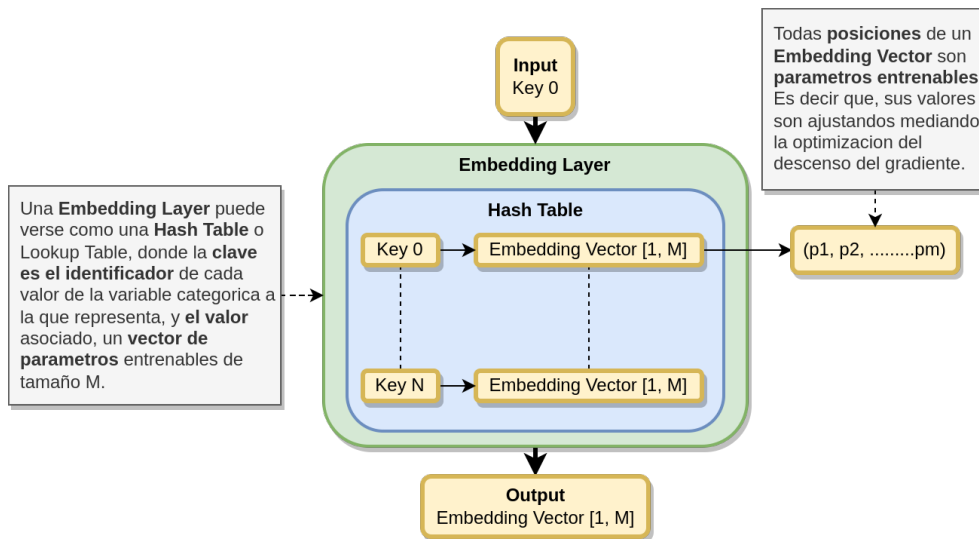 Todas posiciones de un
Embedding Vector son
parametros entrenables
Es decir que, sus valores
son ajustandos mediando
la optimizacion del
descenso del gradiente.
Input
Key 0
Embedding Layer
Hash Table
Una Embedding Layer puede
verse como una Hash Table o
Lookup Table, donde la clave
es el identificador de cada
valor de la variable categorica a
la que representa, y el valor
asociado, un vector de
parametros entrenables de
tamaño M.
Key 0
Embedding Vector [1, M]
(p1, p2, .........pm)
Key N
Embedding Vector [1, M]
Output
Embedding Vector [1, M]